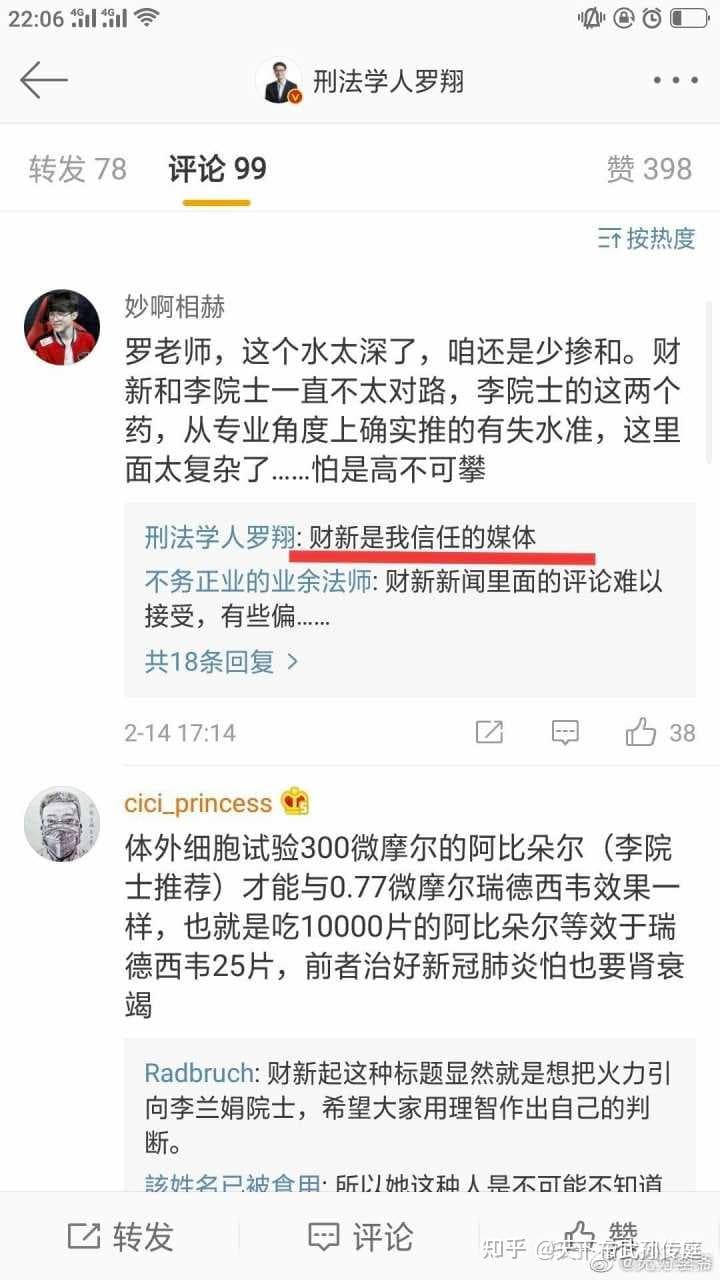 22:06 4G 4G
刑法学人罗翔
转发 78 评论 99 赞 398
按热度
妙啊相赫
罗老师，这个水太深了，咱还是少掺和。财
新和李院士一直不太对路，李院士的这两个
药，从专业角度上确实推的有失水准，这里
面太复杂了……怕是高不可攀
刑法学人罗翔: 财新是我信任的媒体
不务正业的业余法师: 财新新闻里面的评论难以
接受，有些偏……
共18条回复 >
2-14 17:14 38
cici_princess
体外细胞试验300微摩尔的阿比朵尔（李院
士推荐）才能与0.77微摩尔瑞德西韦效果一
样，也就是吃10000片的阿比朵尔等效于瑞
德西韦25片，前者治好新冠肺炎怕也要肾衰
竭
Radbruch: 财新起这种标题显然就是想把火力引
向李兰娟院士，希望大家用理智作出自己的判
断。
該姓名已被食用: 所以她这种人是不可能不知道
转发 评论 赞
知乎 @天下布武孙传庭